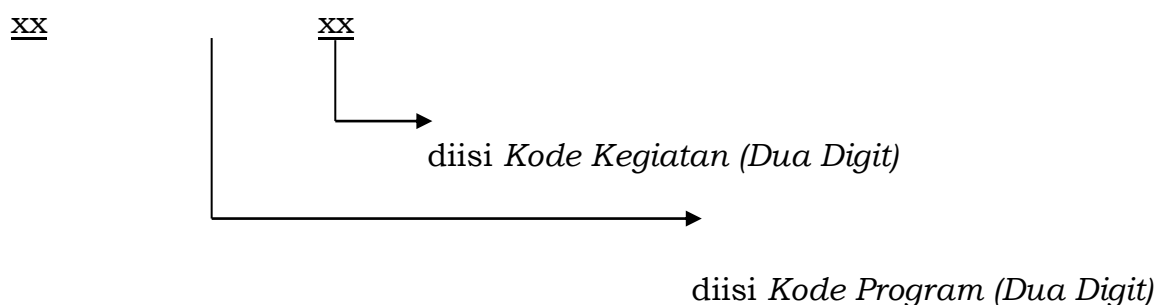 xx xx
diisi Kode Kegiatan (Dua Digit)
diisi Kode Program (Dua Digit)